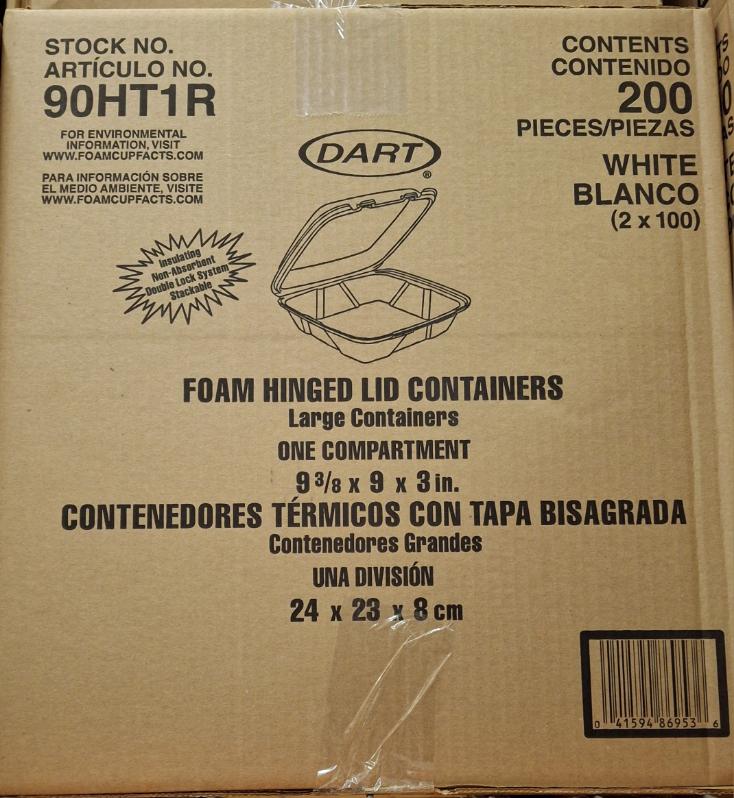 STOCK NO.
ARTÍCULO NO.
90HT1R
FOR ENVIRONMENTAL
INFORMATION, VISIT
WWW.FOAMCUPFACTS.COM
PARA INFORMACIÓN SOBRE
EL MEDIO AMBIENTE, VISITE
WWW.FOAMCUPFACTS.COM
CONTENTS
CONTENIDO
200
PIECES/PIEZAS
WHITE
BLANCO
(2 x 100)
DART®
Insulating
Non-Absorbent
Double Lock System
Stackable
FOAM HINGED LID CONTAINERS
Large Containers
ONE COMPARTMENT
9 3/8 x 9 x 3 in.
CONTENEDORES TÉRMICOS CON TAPA BISAGRADA
Contenedores Grandes
UNA DIVISIÓN
24 x 23 x 8 cm
0 41594 86953 6